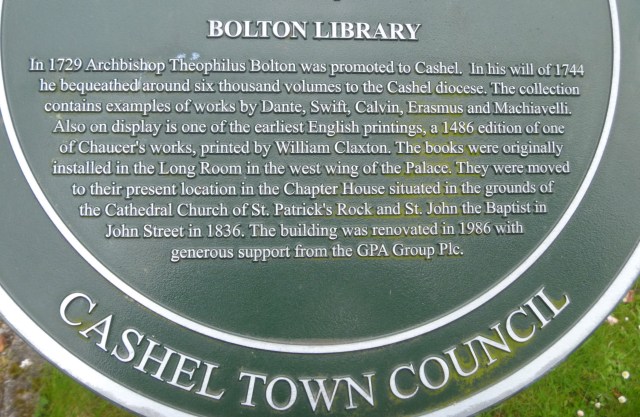 BOLTON LIBRARY
In 1729 Archbishop Theophilus Bolton was promoted to Cashel. In his will of 1744
he bequeathed around six thousand volumes to the Cashel diocese. The collection
contains examples of works by Dante, Swift, Calvin, Erasmus and Machiavelli.
Also on display is one of the earliest English printings, a 1486 edition of one
of Chaucer's works, printed by William Claxton. The books were originally
installed in the Long Room in the west wing of the Palace. They were moved
to their present location in the Chapter House situated in the grounds of
the Cathedral Church of St. Patrick's Rock and St. John the Baptist in
John Street in 1836. The building was renovated in 1986 with
generous support from the GPA Group Plc.
CASHEL TOWN COUNCIL